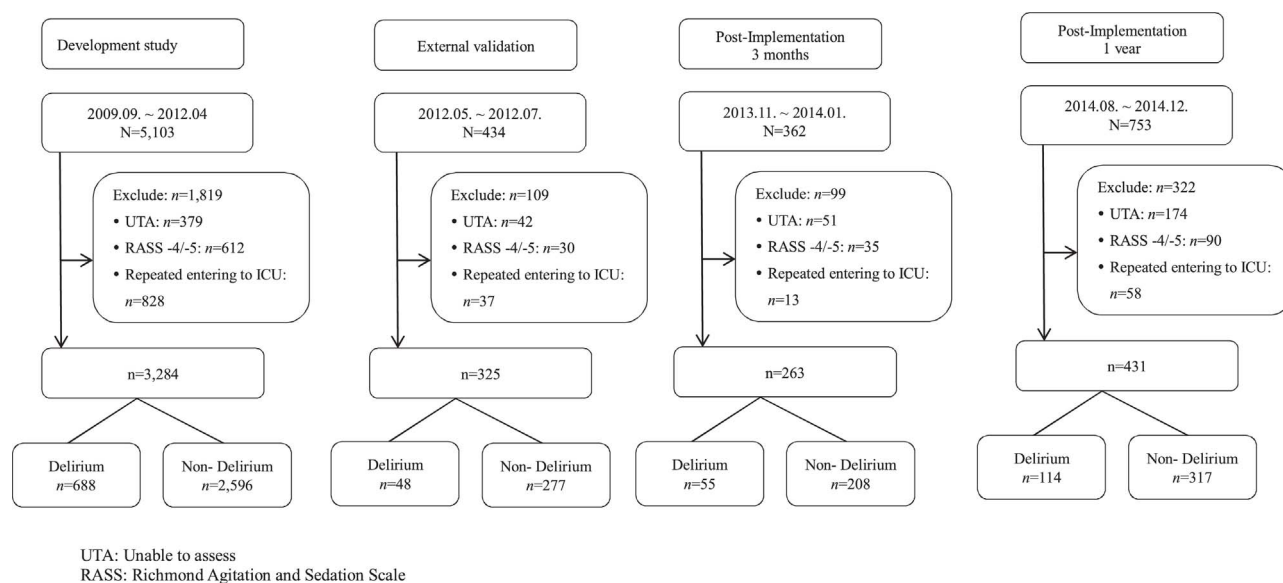 Development study
2009.09. ~ 2012.04
N=5,103
Exclude: n=1,819
• UTA: n=379
• RASS -4/-5: n=612
• Repeated entering to ICU:
n=828
n=3,284
Delirium
n=688
Non- Delirium
n=2,596
External validation
2012.05. ~ 2012.07.
N=434
Exclude: n=109
• UTA: n=42
• RASS -4/-5: n=30
• Repeated entering to ICU:
n=37
n=325
Delirium
n=48
Non- Delirium
n=277
Post-Implementation
3 months
2013.11. ~ 2014.01.
N=362
Exclude: n=99
• UTA: n=51
• RASS -4/-5: n=35
• Repeated entering to ICU:
n=13
n=263
Delirium
n=55
Non- Delirium
n=208
Post-Implementation
1 year
2014.08. ~ 2014.12.
N=753
Exclude: n=322
• UTA: n=174
• RASS -4/-5: n=90
• Repeated entering to ICU:
n=58
n=431
Delirium
n=114
Non- Delirium
n=317
UTA: Unable to assess
RASS: Richmond Agitation and Sedation Scale